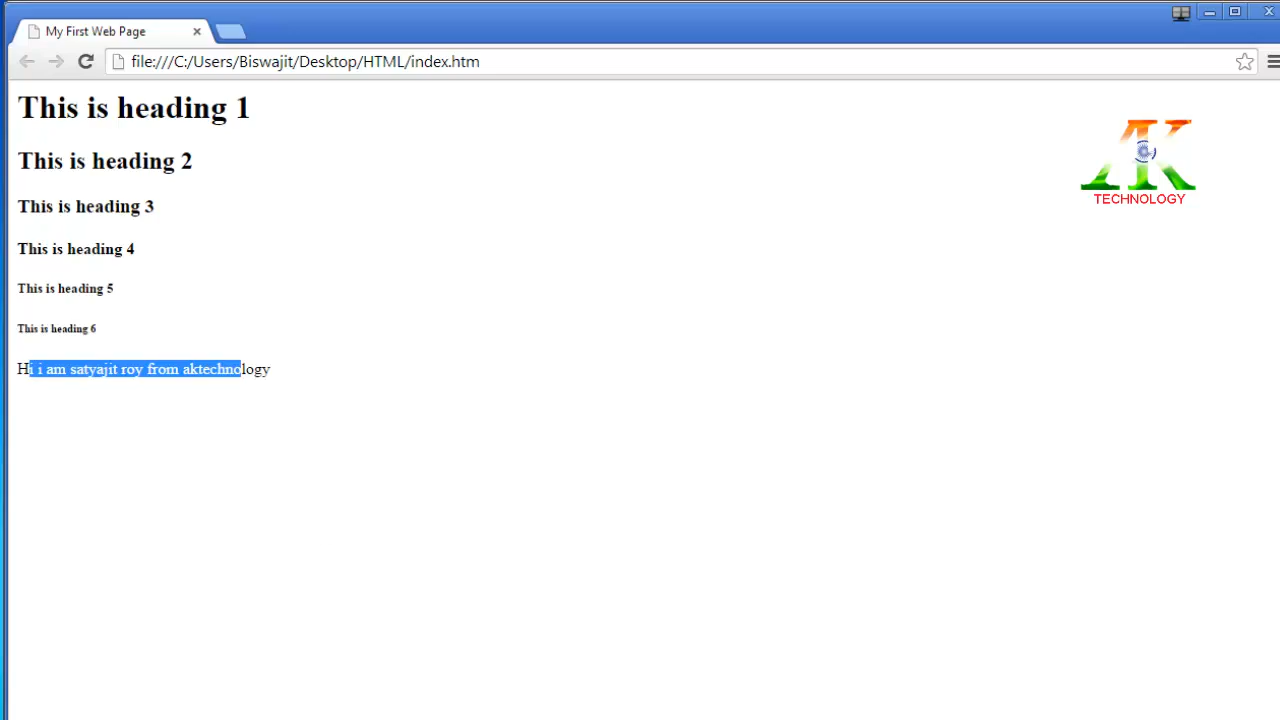 My First Web Page
file:///C:/Users/Biswajit/Desktop/HTML/index.htm
This is heading 1
AK
TECHNOLOGY
This is heading 2
This is heading 3
This is heading 4
This is heading 5
This is heading 6
Hi i am satyajit roy from aktechnology